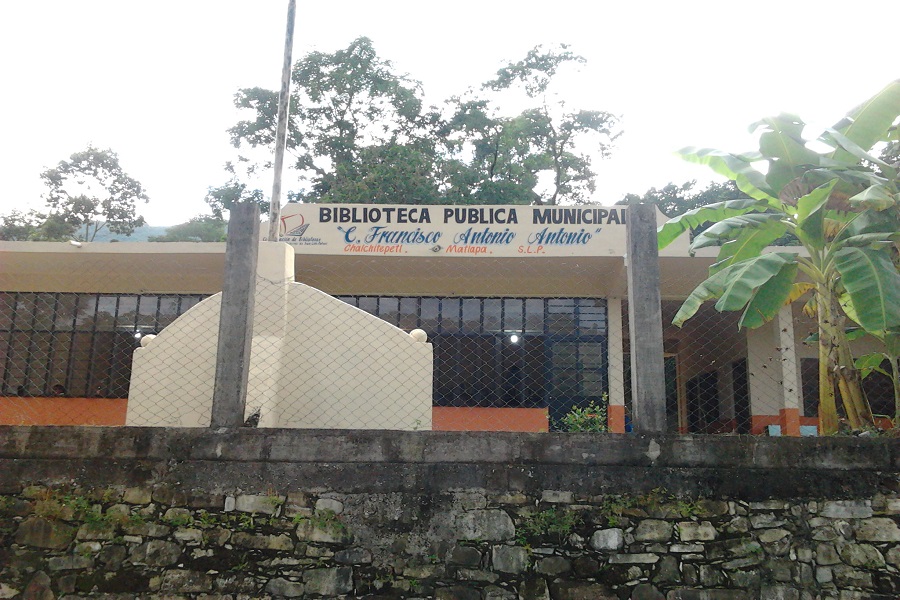 BIBLIOTECA PUBLICA MUNICIPAL
"C, Francisco Antonio Antonio"
Chalchitepetl, Matlapa, S.L.P.